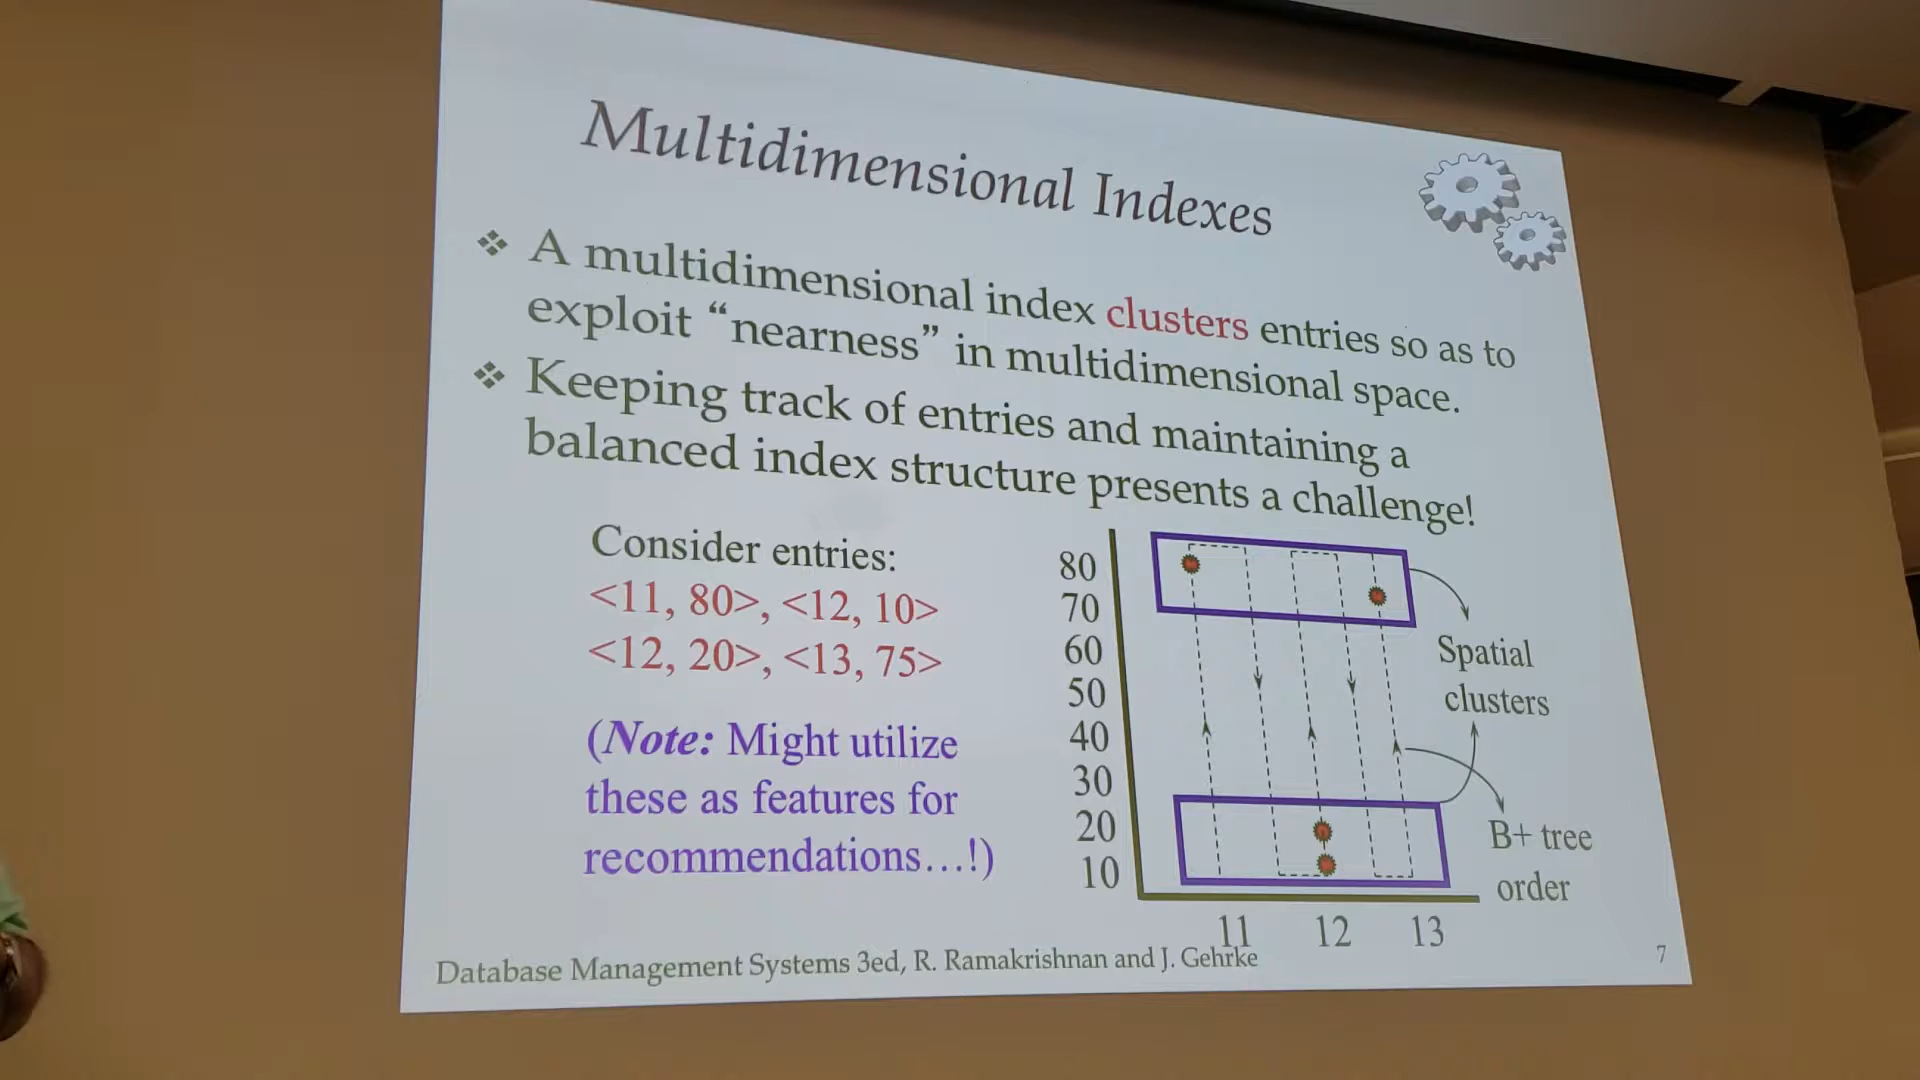 Multidimensional Indexes
❖ A multidimensional index clusters entries so as to
exploit “nearness” in multidimensional space.
❖ Keeping track of entries and maintaining a
balanced index structure presents a challenge!
Consider entries:
<11, 80>, <12, 10>
<12, 20>, <13, 75>
(Note: Might utilize
these as features for
recommendations…!)
80
70
60
50
40
30
20
10
11 12 13
Spatial
clusters
B+ tree
order
Database Management Systems 3ed, R. Ramakrishnan and J. Gehrke
7